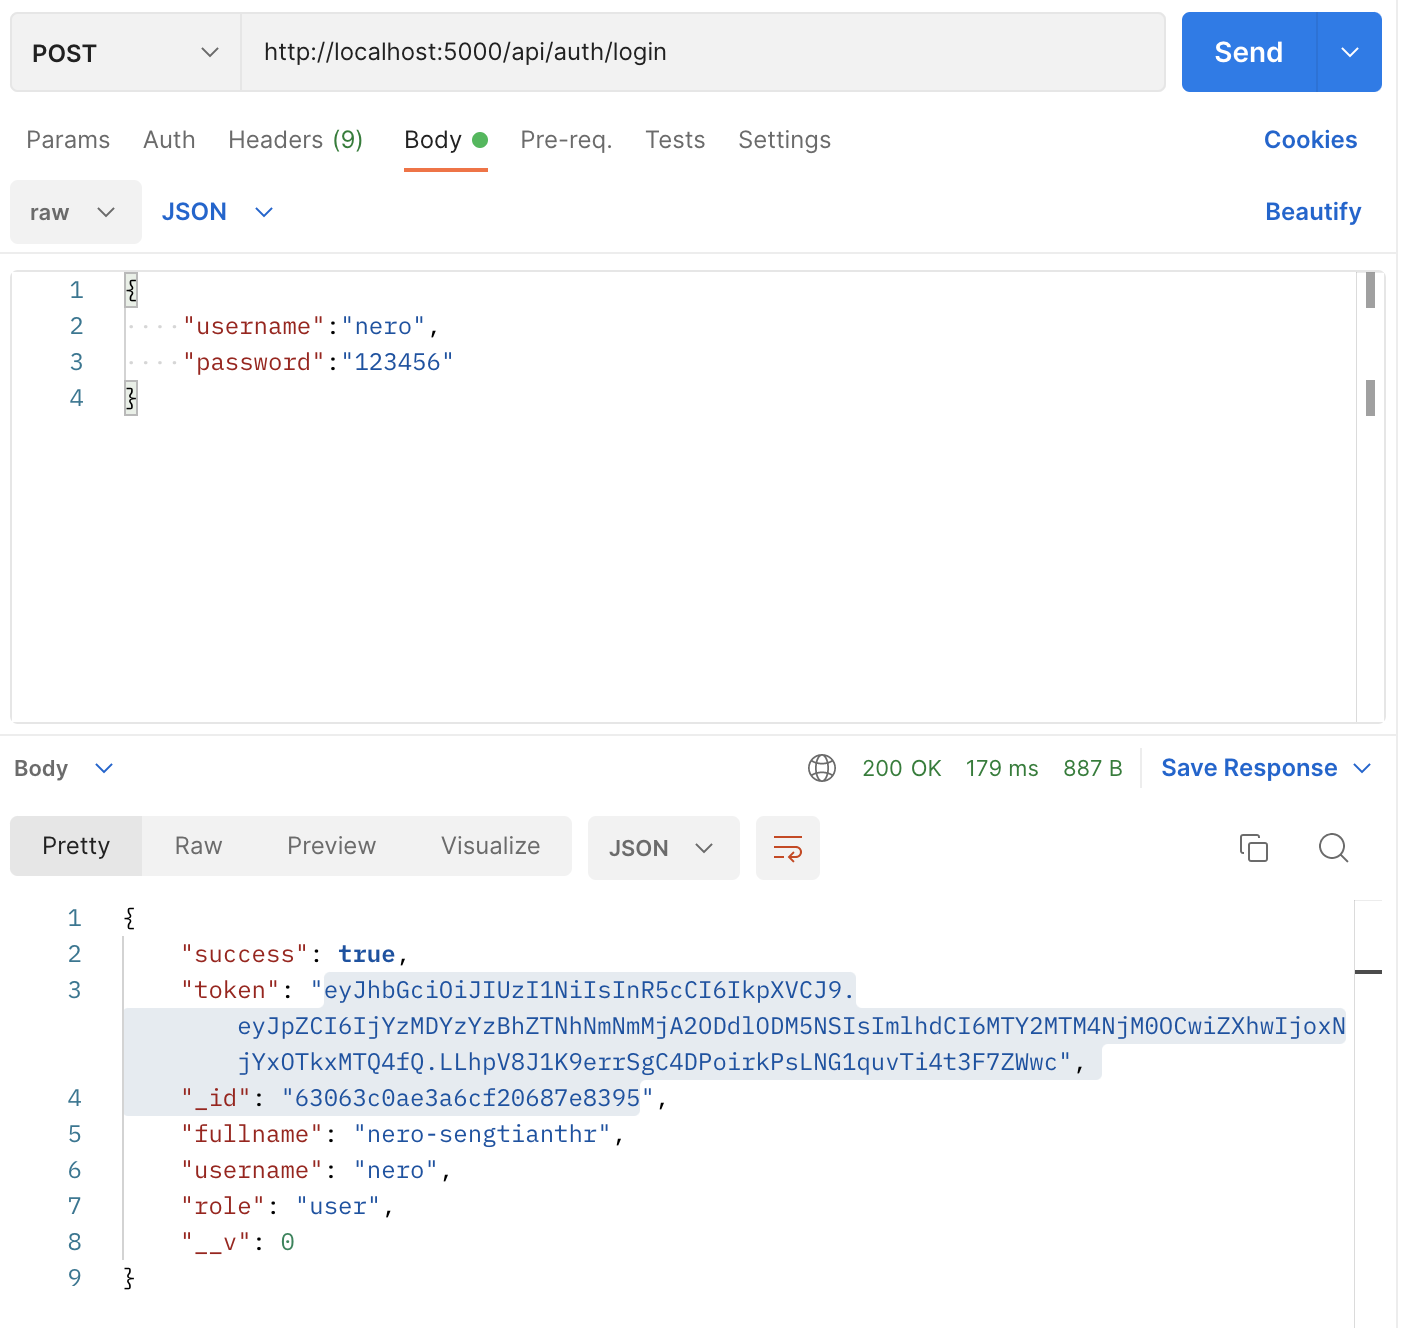 POST http://localhost:5000/api/auth/login Send
Params Auth Headers (9) Body Pre-req. Tests Settings Cookies
raw JSON Beautify
1 {
2 "username":"nero",
3 "password":"123456"
4 }
Body 200 OK 179 ms 887 B Save Response
Pretty Raw Preview Visualize JSON
1 {
2 "success": true,
3 "token": "eyJhbGciOiJIUzI1NiIsInR5cCI6IkpXVCJ9.
eyJpZCI6IjYzMDYzYzBhZTNhNmNmMjA2ODdlODM5NSIsImlhdCI6MTY2MTM4NjM0OCwiZXhwIjoxN
jYxOTkxMTQ4fQ.LLhpV8J1K9errSgC4DPoirkPsLNG1quvTi4t3F7ZWwc",
4 "_id": "63063c0ae3a6cf20687e8395",
5 "fullname": "nero-sengtianthr",
6 "username": "nero",
7 "role": "user",
8 "__v": 0
9 }